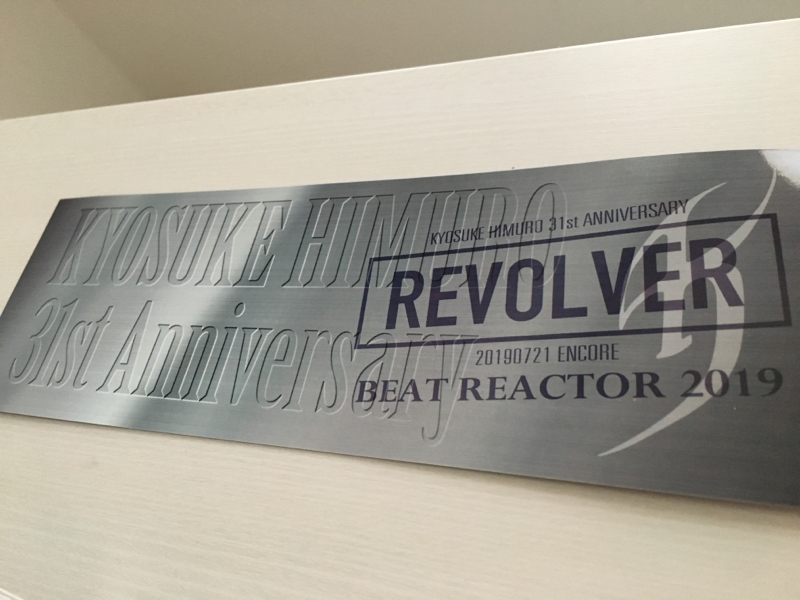 KYOSUKE HIMURO
31st Anniversary
KYOSUKE HIMURO 31st ANNIVERSARY
REVOLVER
20190721 ENCORE
BEAT REACTOR 2019